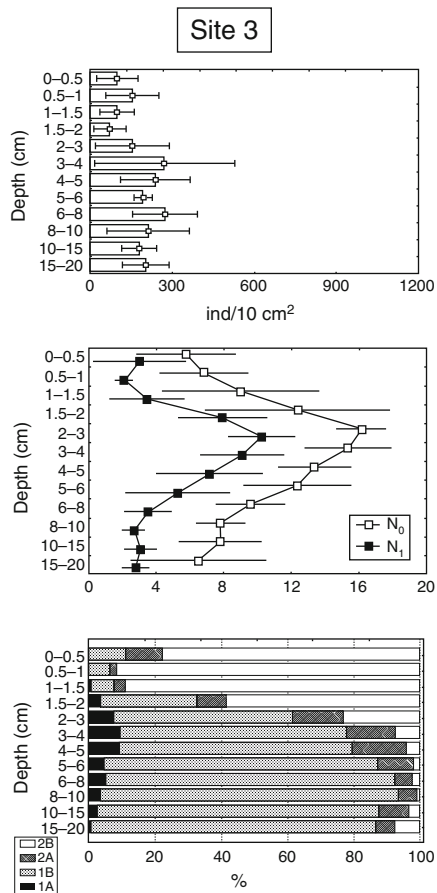 Site 3
Depth (cm)
0–0.5
0.5–1
1–1.5
1.5–2
2–3
3–4
4–5
5–6
6–8
8–10
10–15
15–20
0 300 600 900 1200
ind/10 cm²
Depth (cm)
0–0.5
0.5–1
1–1.5
1.5–2
2–3
3–4
4–5
5–6
6–8
8–10
10–15
15–20
N₀
N₁
0 4 8 12 16 20
Depth (cm)
0–0.5
0.5–1
1–1.5
1.5–2
2–3
3–4
4–5
5–6
6–8
8–10
10–15
15–20
0 20 40 60 80 100
%
2B
2A
1B
1A